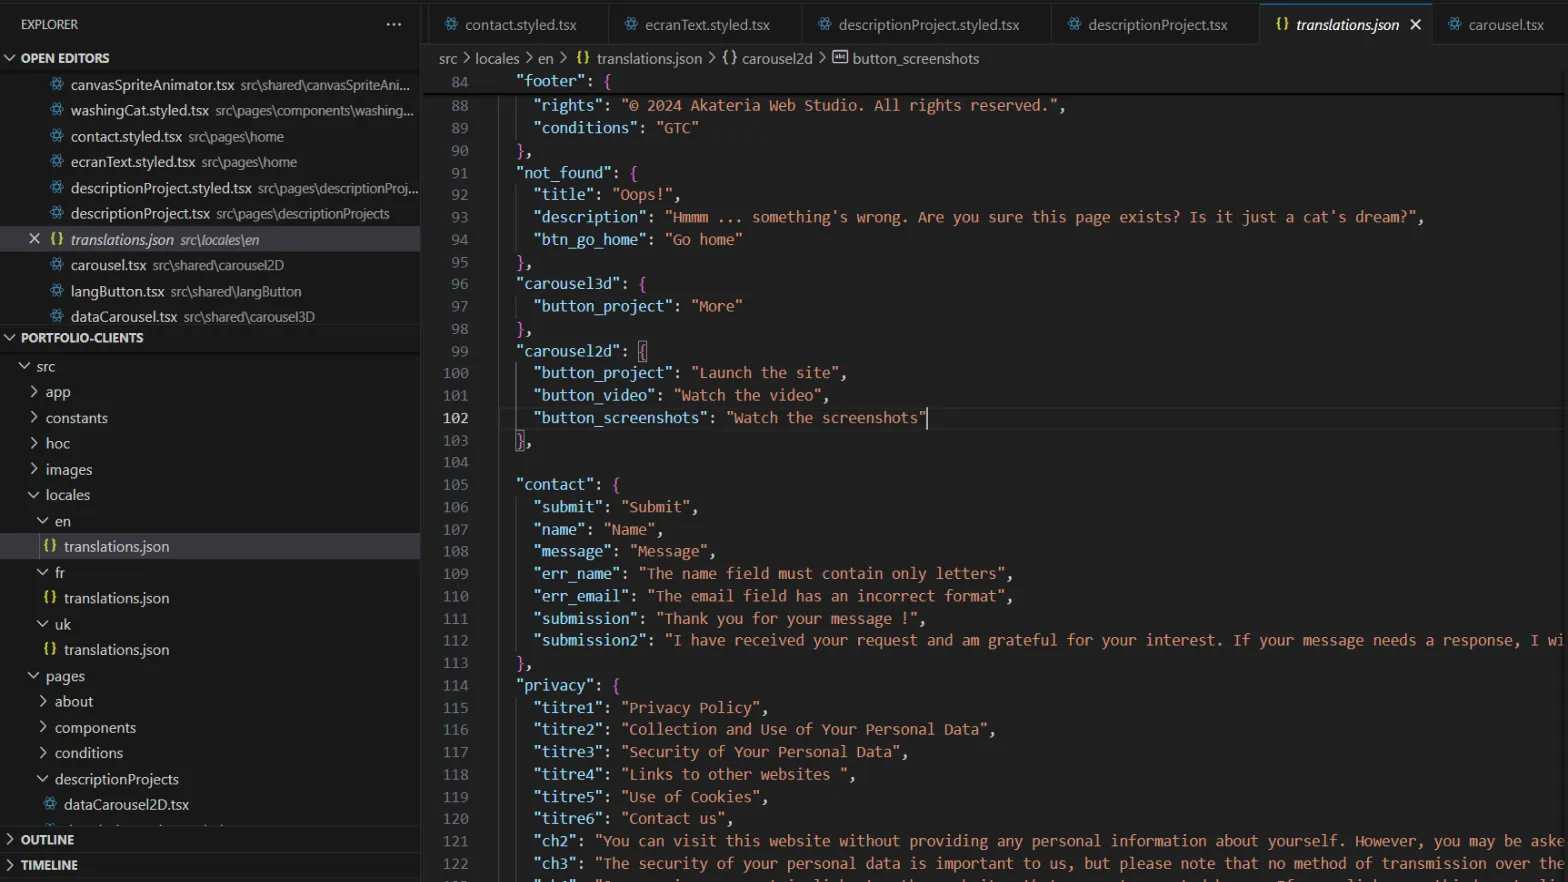 EXPLORER
...
OPEN EDITORS
canvasSpriteAnimator.tsx src\shared\canvasSpriteAni...
washingCat.styled.tsx src\pages\components\washing...
contact.styled.tsx src\pages\home
ecranText.styled.tsx src\pages\home
descriptionProject.styled.tsx src\pages\descriptionProj...
descriptionProject.tsx src\pages\descriptionProjects
{} translations.json src\locales\en
carousel.tsx src\shared\carousel2D
langButton.tsx src\shared\langButton
dataCarousel.tsx src\shared\carousel3D
PORTFOLIO-CLIENTS
src
app
constants
hoc
images
locales
en
{} translations.json
fr
{} translations.json
uk
{} translations.json
pages
about
components
conditions
descriptionProjects
dataCarousel2D.tsx
OUTLINE
TIMELINE
contact.styled.tsx
ecranText.styled.tsx
descriptionProject.styled.tsx
descriptionProject.tsx
{} translations.json
carousel.tsx
src > locales > en > {} translations.json > {} carousel2d > abc button_screenshots
84 "footer": {
88 "rights": "© 2024 Akateria Web Studio. All rights reserved.",
89 "conditions": "GTC"
90 },
91 "not_found": {
92 "title": "Oops!",
93 "description": "Hmmm ... something's wrong. Are you sure this page exists? Is it just a cat's dream?",
94 "btn_go_home": "Go home"
95 },
96 "carousel3d": {
97 "button_project": "More"
98 },
99 "carousel2d": {
100 "button_project": "Launch the site",
101 "button_video": "Watch the video",
102 "button_screenshots": "Watch the screenshots"
103 },
104
105 "contact": {
106 "submit": "Submit",
107 "name": "Name",
108 "message": "Message",
109 "err_name": "The name field must contain only letters",
110 "err_email": "The email field has an incorrect format",
111 "submission": "Thank you for your message !",
112 "submission2": "I have received your request and am grateful for your interest. If your message needs a response, I wi
113 },
114 "privacy": {
115 "titre1": "Privacy Policy",
116 "titre2": "Collection and Use of Your Personal Data",
117 "titre3": "Security of Your Personal Data",
118 "titre4": "Links to other websites ",
119 "titre5": "Use of Cookies",
120 "titre6": "Contact us",
121 "ch2": "You can visit this website without providing any personal information about yourself. However, you may be aske
122 "ch3": "The security of your personal data is important to us, but please note that no method of transmission over the